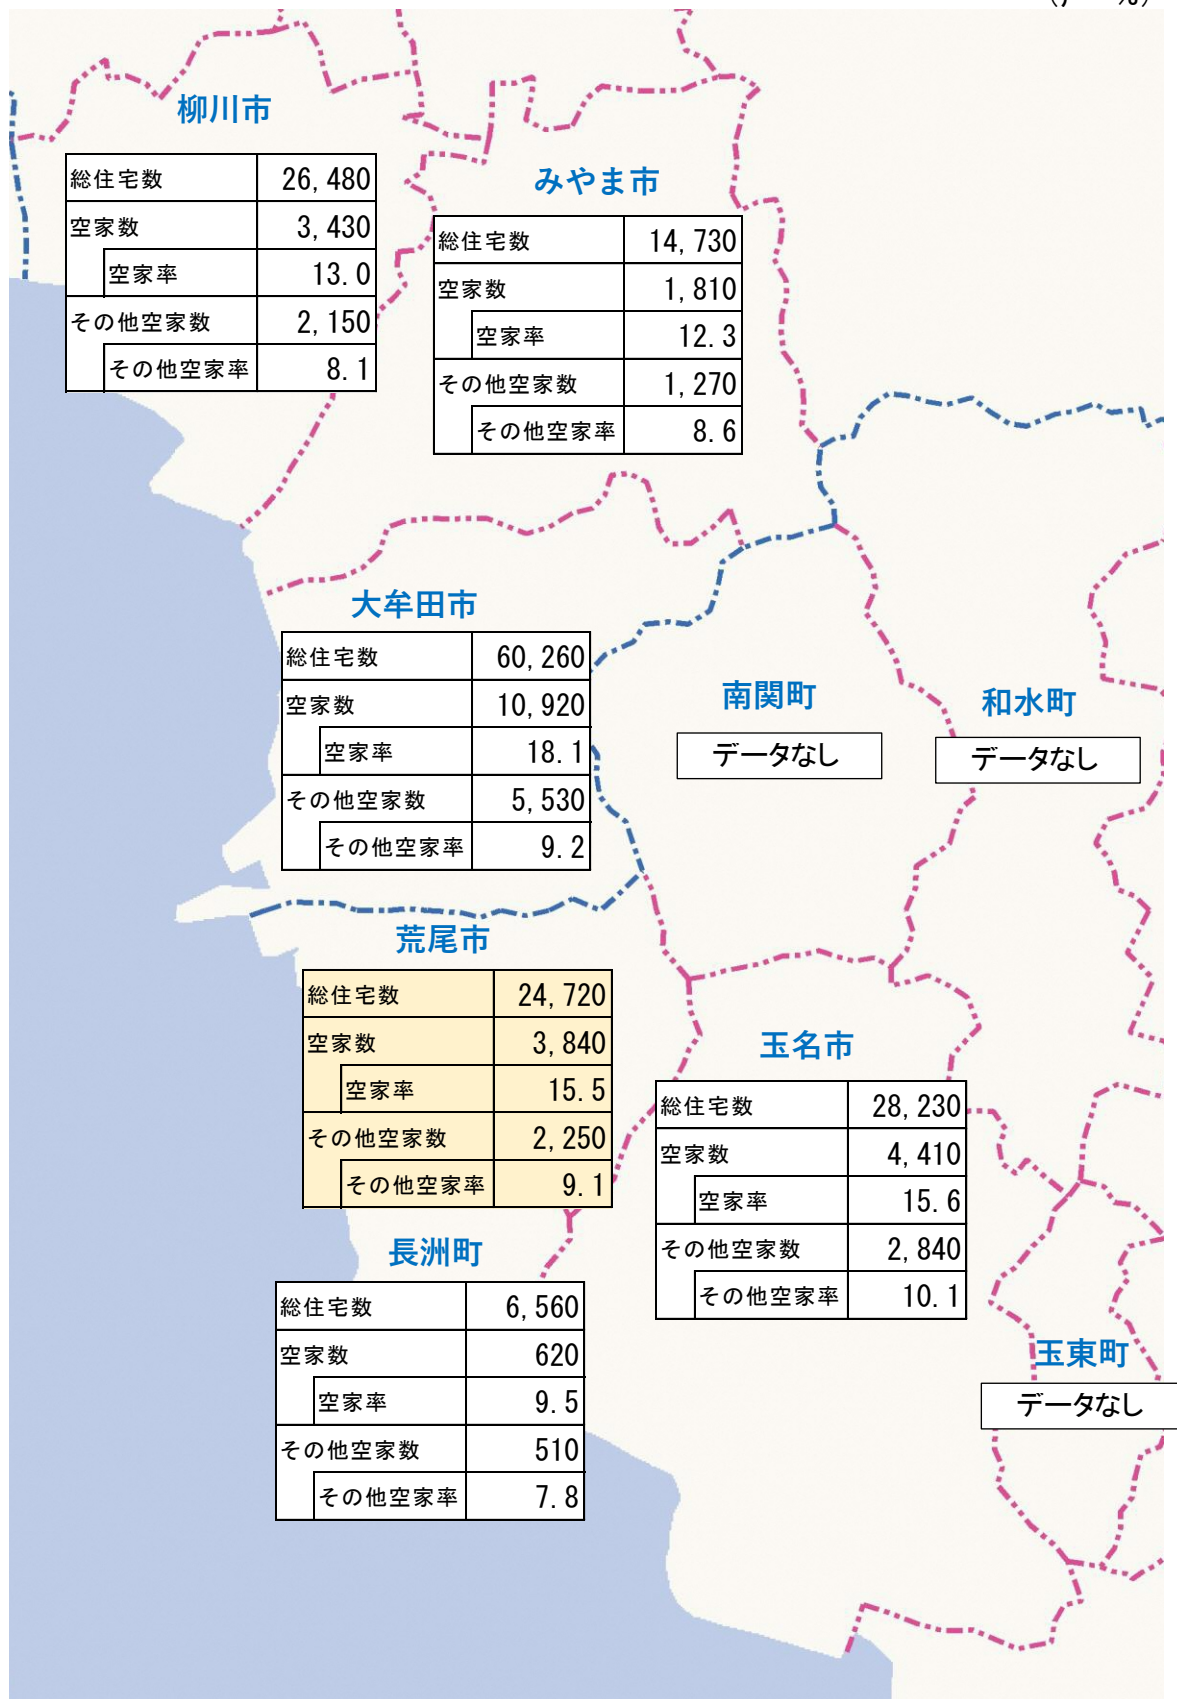 柳川市
総住宅数 26,480
空家数 3,430
空家率 13.0
その他空家数 2,150
その他空家率 8.1
みやま市
総住宅数 14,730
空家数 1,810
空家率 12.3
その他空家数 1,270
その他空家率 8.6
大牟田市
総住宅数 60,260
空家数 10,920
空家率 18.1
その他空家数 5,530
その他空家率 9.2
南関町
データなし
和水町
データなし
荒尾市
総住宅数 24,720
空家数 3,840
空家率 15.5
その他空家数 2,250
その他空家率 9.1
玉名市
総住宅数 28,230
空家数 4,410
空家率 15.6
その他空家数 2,840
その他空家率 10.1
長洲町
総住宅数 6,560
空家数 620
空家率 9.5
その他空家数 510
その他空家率 7.8
玉東町
データなし